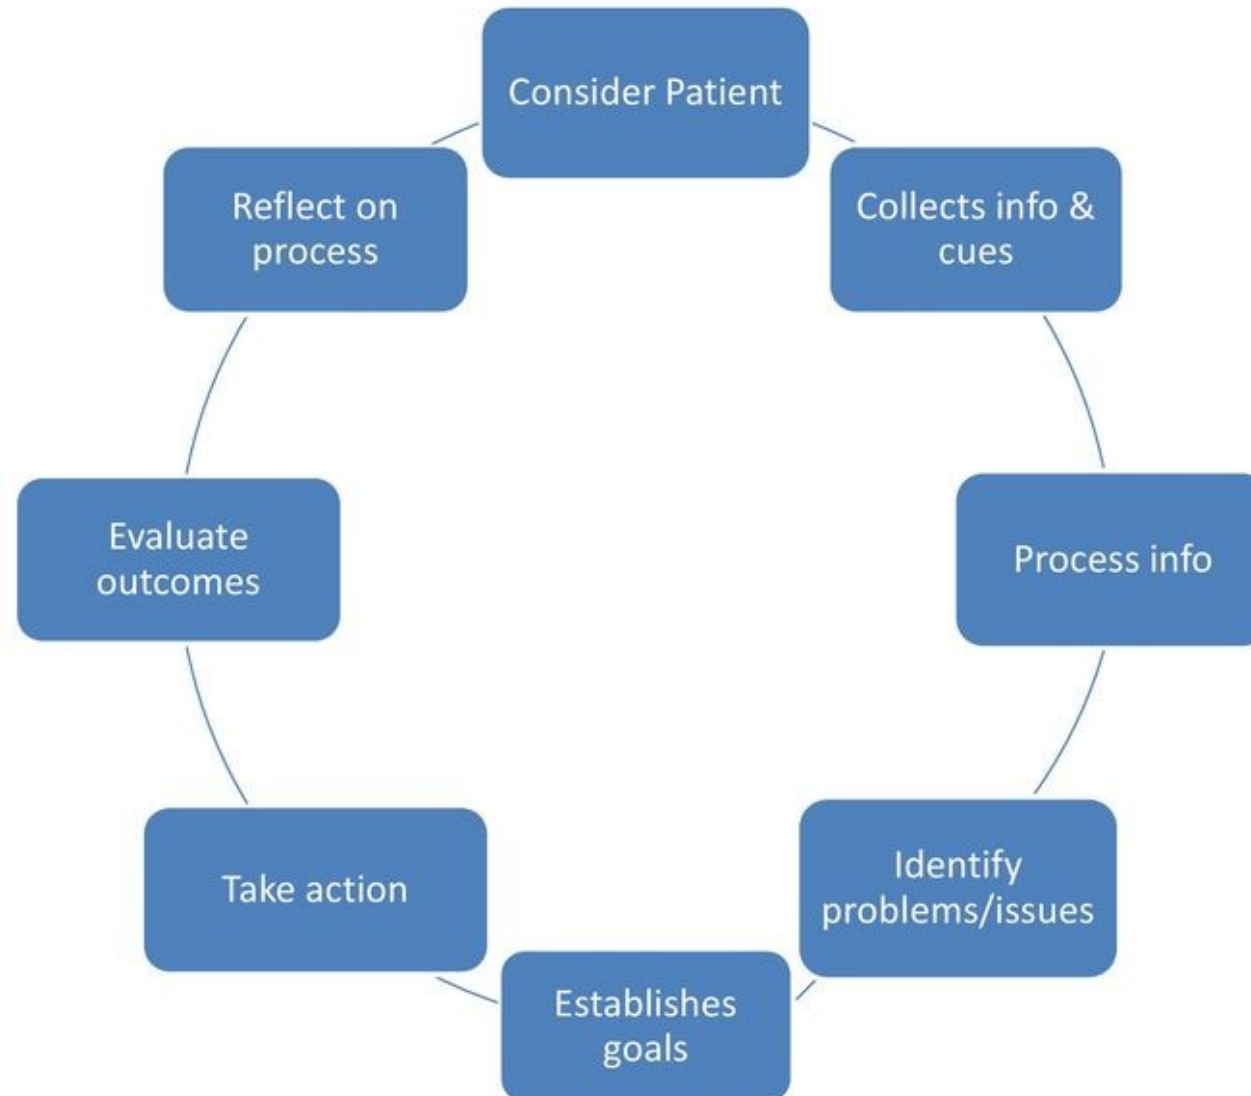 Consider Patient
Collects info &
cues
Process info
Identify
problems/issues
Establishes
goals
Take action
Evaluate
outcomes
Reflect on
process